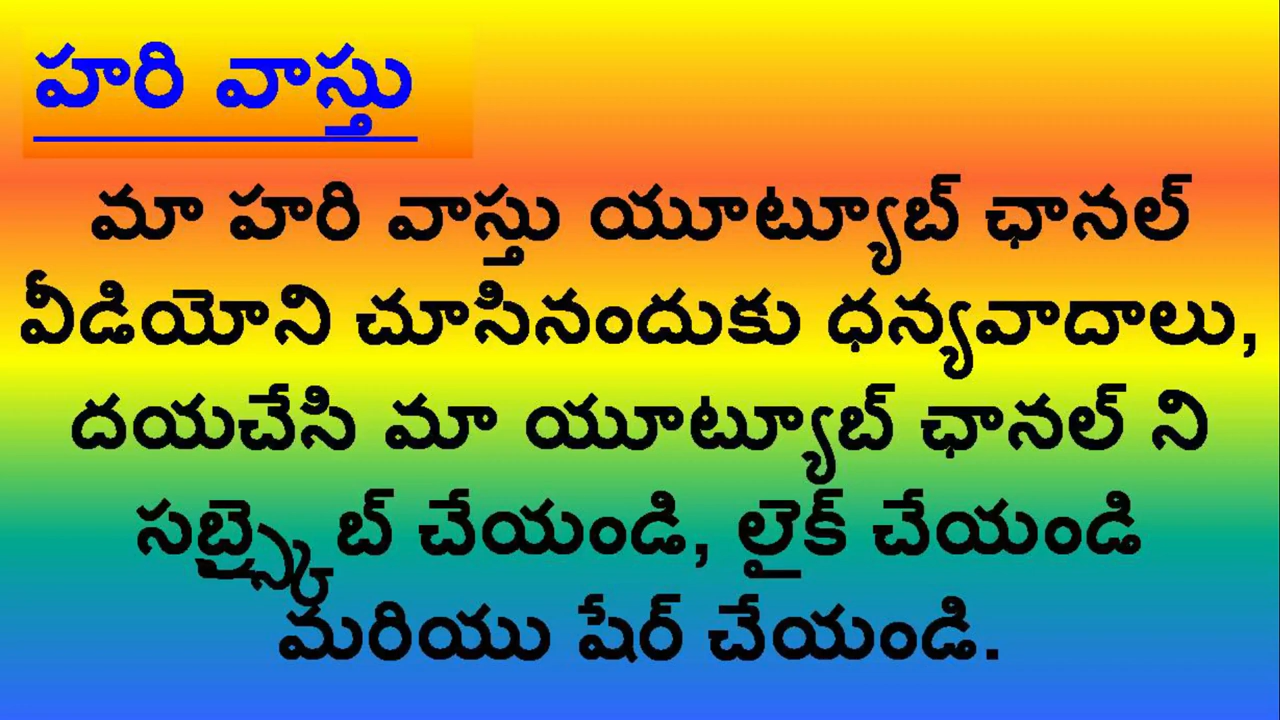 హరి వాస్తు
మా హరి వాస్తు యూట్యూబ్ ఛానల్
వీడియోని చూసినందుకు ధన్యవాదాలు,
దయచేసి మా యూట్యూబ్ ఛానల్ ని
సబ్స్క్రైబ్ చేయండి, లైక్ చేయండి
మరియు షేర్ చేయండి.